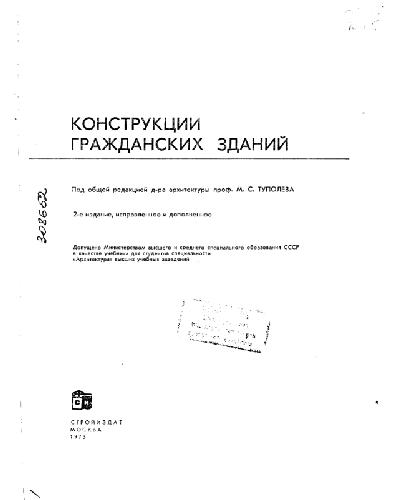 КОНСТРУКЦИИ
ГРАЖДАНСКИХ ЗДАНИЙ
Под общей редакцией д-ра архитектуры проф. М. С. ТУПОЛЕВА
2-е издание, исправленное и дополненное
Допущено Министерством высшего и среднего специального образования СССР
в качестве учебника для студентов специальности
«Архитектура» высших учебных заведений
СТРОЙИЗДАТ
МОСКВА
1973